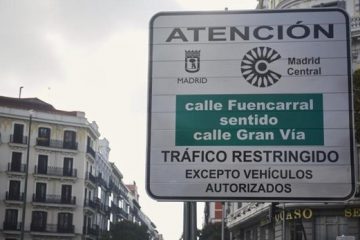 ATENCIÓN
MADRID
Madrid
Central
calle Fuencarral
sentido
calle Gran Vía
TRÁFICO RESTRINGIDO
EXCEPTO VEHÍCULOS
AUTORIZADOS